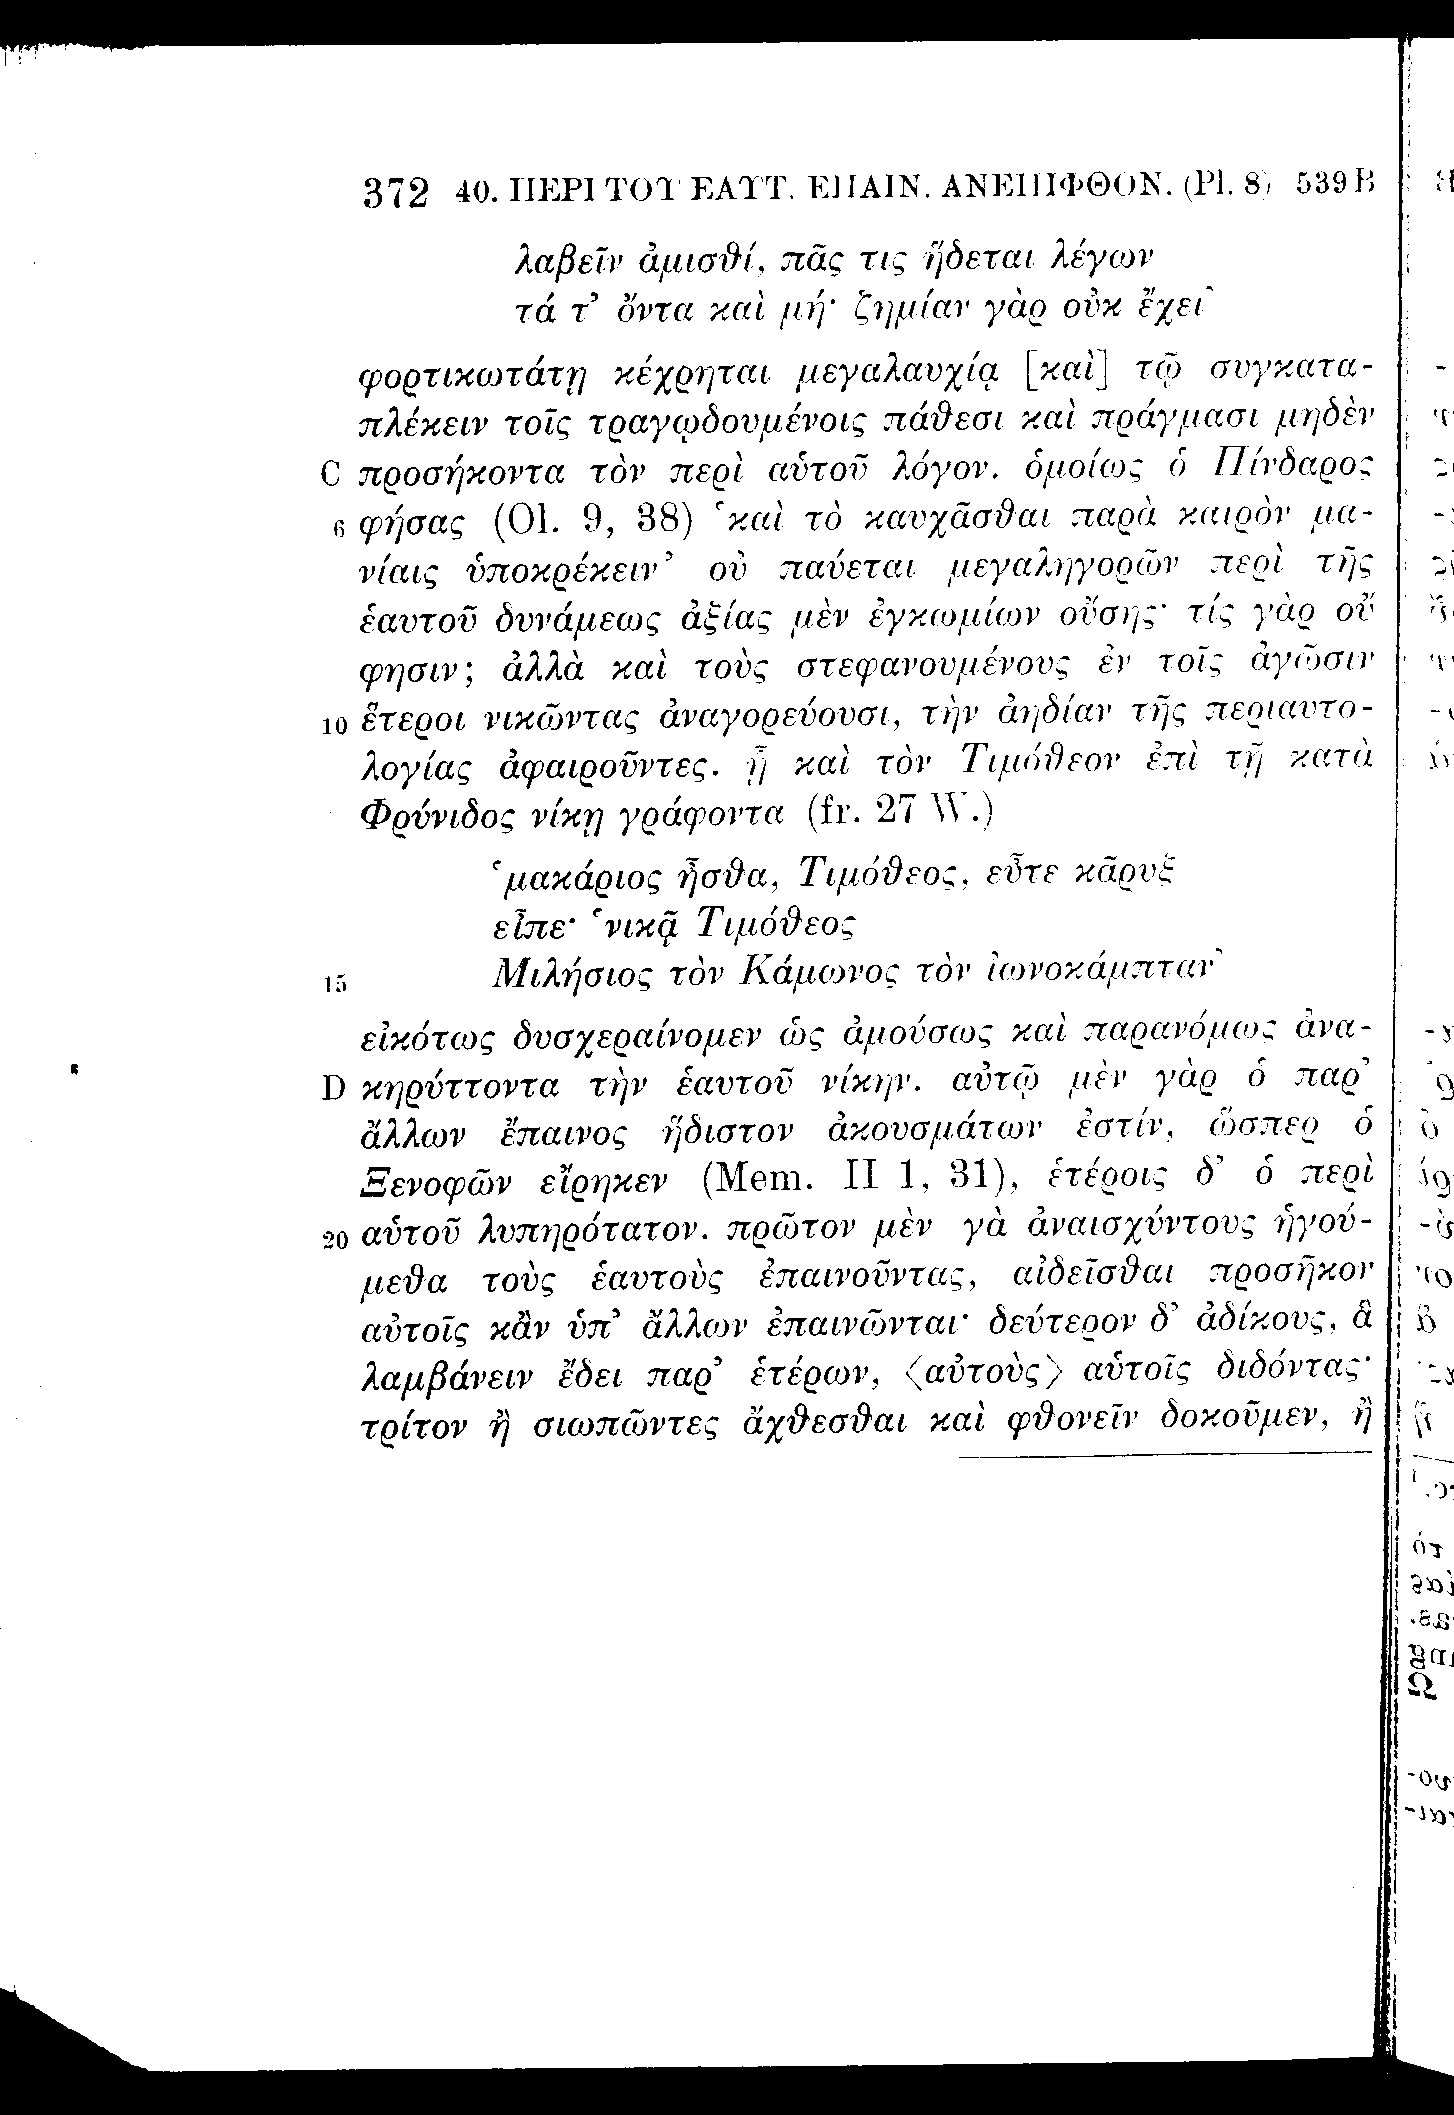 372 40. ΠΕΡΙ ΤΟΥ ΕΑΥΤ. ΕΠΑΙΝ. ΑΝΕΠΙΦΘΟΝ. (Pl. 8) 539 B
λαβεῖν ἀμισθί, πᾶς τις ἥδεται λέγων
τά τ’ ὄντα καὶ μή· ζημίαν γὰρ οὐκ ἔχει’
φορτικωτάτῃ κέχρηται μεγαλαυχίᾳ [καὶ] τῷ συγκατα-
πλέκειν τοῖς τραγῳδουμένοις πάθεσι καὶ πράγμασι μηδὲν
C προσήκοντα τὸν περὶ αὑτοῦ λόγον. ὁμοίως ὁ Πίνδαρος
6 φήσας (Ol. 9, 38) ‘καὶ τὸ καυχᾶσθαι παρὰ καιρὸν μα-
νίαις ὑποκρέκειν’ οὐ παύεται μεγαληγορῶν περὶ τῆς
ἑαυτοῦ δυνάμεως ἀξίας μὲν ἐγκωμίων οὔσης· τίς γὰρ οὔ
φησιν; ἀλλὰ καὶ τοὺς στεφανουμένους ἐν τοῖς ἀγῶσιν
10 ἕτεροι νικῶντας ἀναγορεύουσι, τὴν ἀηδίαν τῆς περιαυτο-
λογίας ἀφαιροῦντες. ᾗ καὶ τὸν Τιμόθεον ἐπὶ τῇ κατὰ
Φρύνιδος νίκῃ γράφοντα (fr. 27 W.)
‘μακάριος ἦσθα, Τιμόθεος, εὖτε κᾶρυξ
εἶπε· ‘νικᾷ Τιμόθεος
15 Μιλήσιος τὸν Κάμωνος τὸν ἰωνοκάμπταν’
εἰκότως δυσχεραίνομεν ὡς ἀμούσως καὶ παρανόμως ἀνα-
D κηρύττοντα τὴν ἑαυτοῦ νίκην. αὐτῷ μὲν γὰρ ὁ παρ’
ἄλλων ἔπαινος ἥδιστον ἀκουσμάτων ἐστίν, ὥσπερ ὁ
Ξενοφῶν εἴρηκεν (Mem. II 1, 31), ἑτέροις δ’ ὁ περὶ
20 αὑτοῦ λυπηρότατον. πρῶτον μὲν γὰ ἀναισχύντους ἡγού-
μεθα τοὺς ἑαυτοὺς ἐπαινοῦντας, αἰδεῖσθαι προσῆκον
αὐτοῖς κἂν ὑπ’ ἄλλων ἐπαινῶνται· δεύτερον δ’ ἀδίκους, ἃ
λαμβάνειν ἔδει παρ’ ἑτέρων, 〈αὐτοὺς〉 αὑτοῖς διδόντας·
τρίτον ἢ σιωπῶντες ἄχθεσθαι καὶ φθονεῖν δοκοῦμεν, ἢ